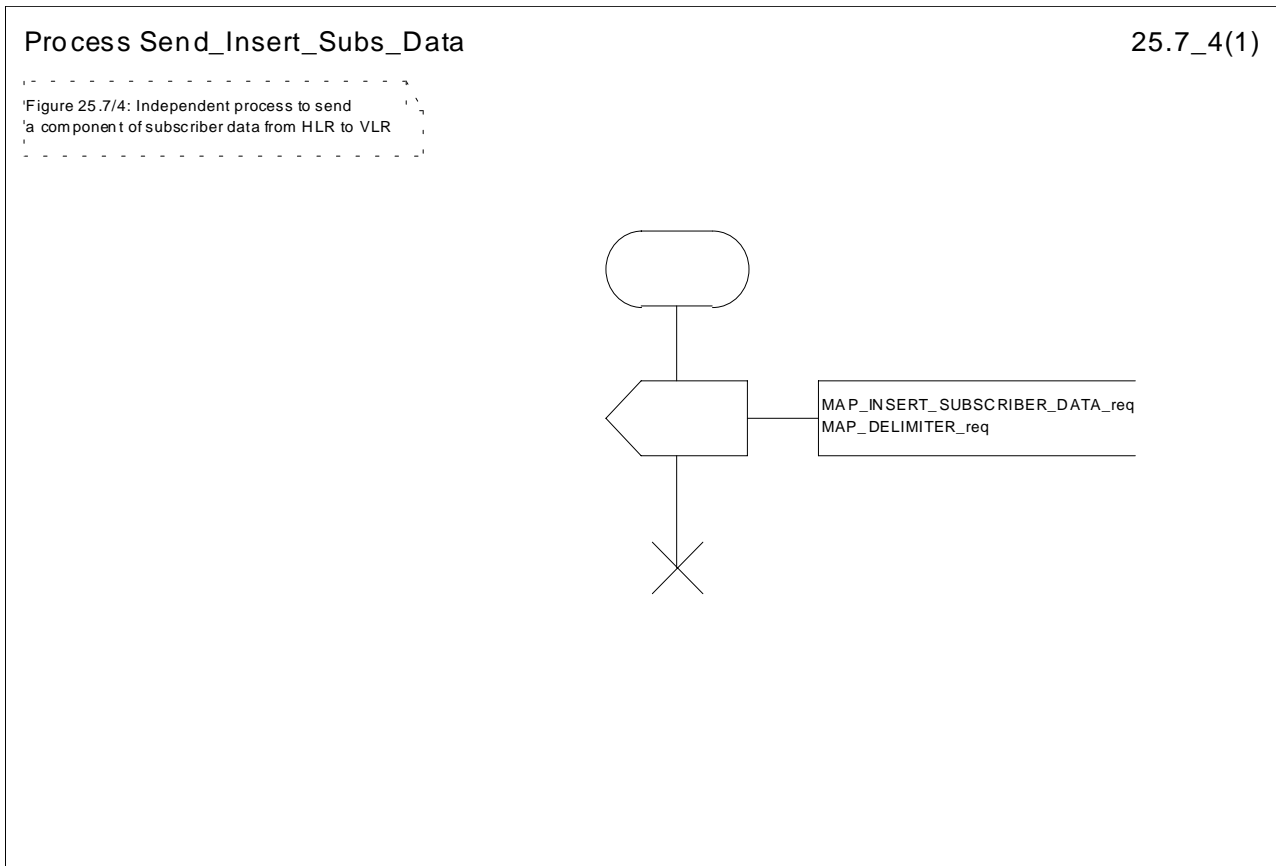 Process Send_Insert_Subs_Data
25.7_4(1)
Figure 25.7/4: Independent process to send
a component of subscriber data from HLR to VLR
MAP_INSERT_SUBSCRIBER_DATA_req
MAP_DELIMITER_req